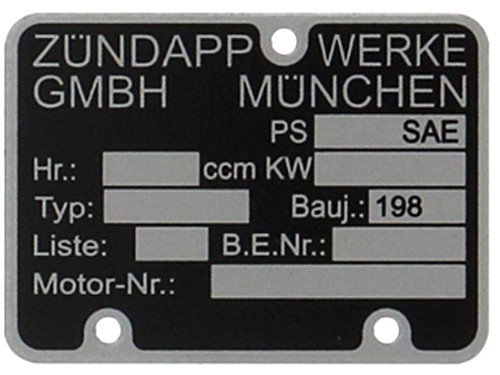 ZÜNDAPP WERKE
GMBH MÜNCHEN
PS SAE
Hr.: ccm KW
Typ: Bauj.: 198
Liste: B.E.Nr.:
Motor-Nr.: